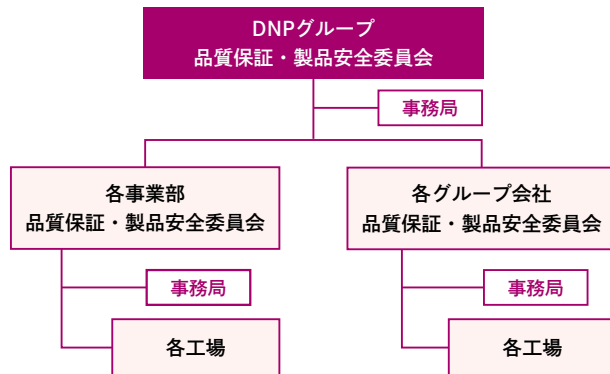 DNPグループ
品質保証・製品安全委員会
事務局
各事業部
品質保証・製品安全委員会
各グループ会社
品質保証・製品安全委員会
事務局
事務局
各工場
各工場